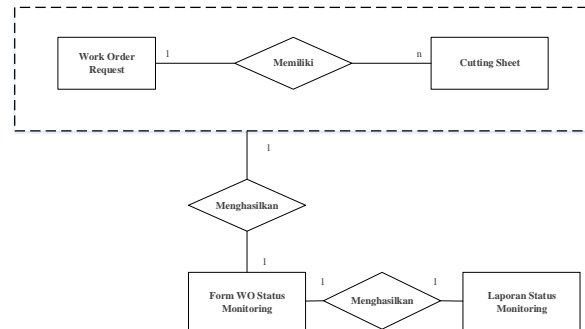 Work Order
Request
1
Memiliki
n
Cutting Sheet
1
Menghasilkan
1
Form WO Status
Monitoring
1
Menghasilkan
1
Laporan Status
Monitoring